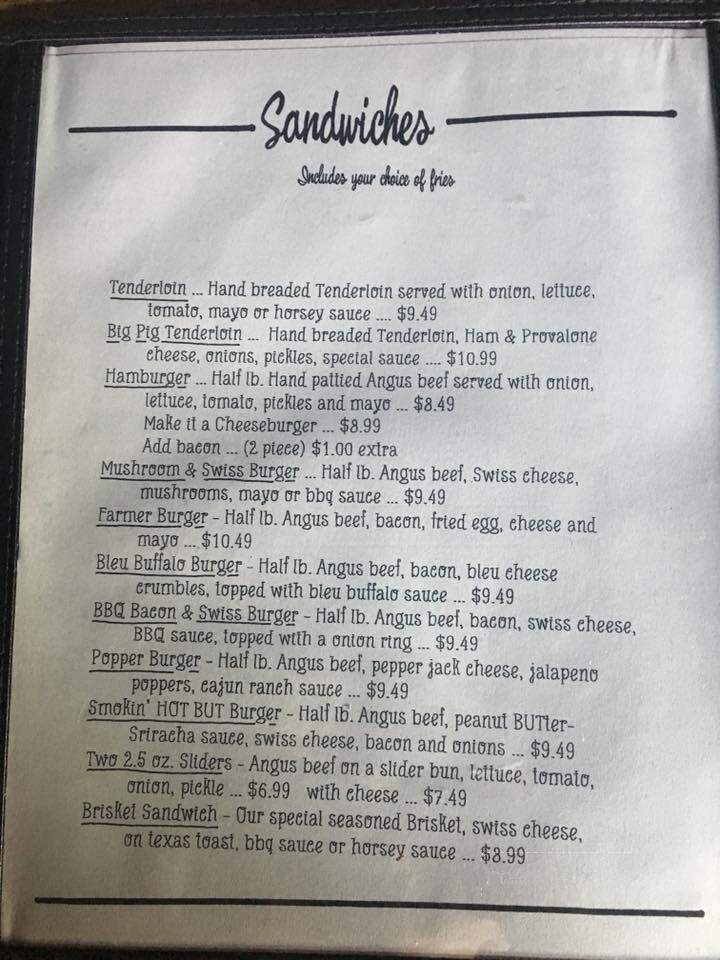 Sandwiches
Includes your choice of fries
Tenderloin ... Hand breaded Tenderloin served with onion, lettuce,
tomato, mayo or horsey sauce .... $9.49
Big Pig Tenderloin ... Hand breaded Tenderloin, Ham & Provalone
cheese, onions, pickles, special sauce .... $10.99
Hamburger ... Half lb. Hand pattied Angus beef served with onion,
lettuce, tomato, pickles and mayo ... $8.49
Make it a Cheeseburger ... $8.99
Add bacon ... (2 piece) $1.00 extra
Mushroom & Swiss Burger ... Half lb. Angus beef, Swiss cheese,
mushrooms, mayo or bbq sauce ... $9.49
Farmer Burger - Half lb. Angus beef, bacon, fried egg, cheese and
mayo ... $10.49
Bleu Buffalo Burger - Half lb. Angus beef, bacon, bleu cheese
crumbles, topped with bleu buffalo sauce ... $9.49
BBQ Bacon & Swiss Burger - Half lb. Angus beef, bacon, swiss cheese,
BBQ sauce, topped with a onion ring ... $9.49
Popper Burger - Half lb. Angus beef, pepper jack cheese, jalapeno
poppers, cajun ranch sauce ... $9.49
Smokin' HOT BUT Burger - Half lb. Angus beef, peanut BUTter-
Sriracha sauce, swiss cheese, bacon and onions ... $9.49
Two 2.5 oz. Sliders - Angus beef on a slider bun, lettuce, tomato,
onion, pickle ... $6.99 with cheese ... $7.49
Brisket Sandwich - Our special seasoned Brisket, swiss cheese,
on texas toast, bbq sauce or horsey sauce ... $8.99